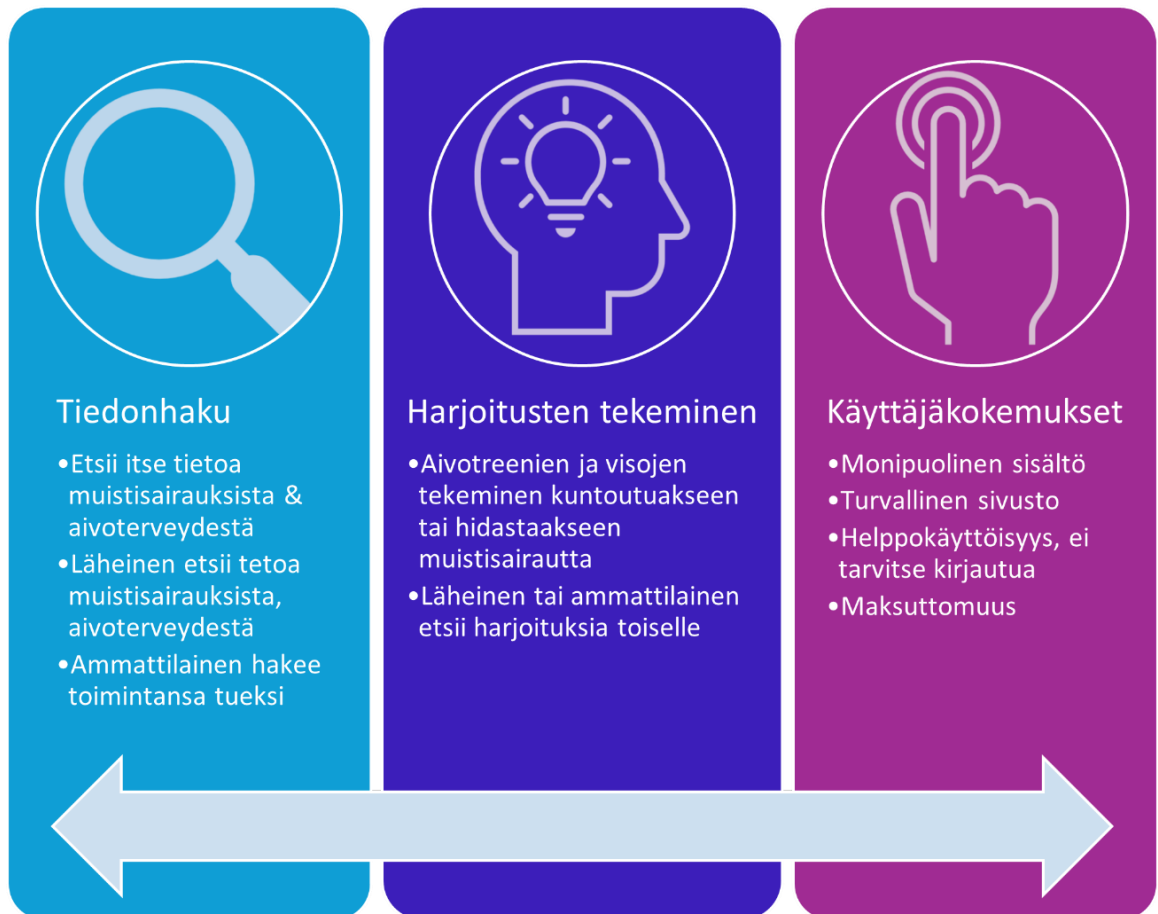 Tiedonhaku
•Etsii itse tietoa
muistisairauksista &
aivoterveydestä
•Läheinen etsii tetoa
muistisairauksista,
aivoterveydestä
•Ammattilainen hakee
toimintansa tueksi
Harjoitusten tekeminen
•Aivotreenien ja visojen
tekeminen kuntoutuakseen
tai hidastaakseen
muistisairautta
•Läheinen tai ammattilainen
etsii harjoituksia toiselle
Käyttäjäkokemukset
•Monipuolinen sisältö
•Turvallinen sivusto
•Helppokäyttöisyys, ei
tarvitse kirjautua
•Maksuttomuus